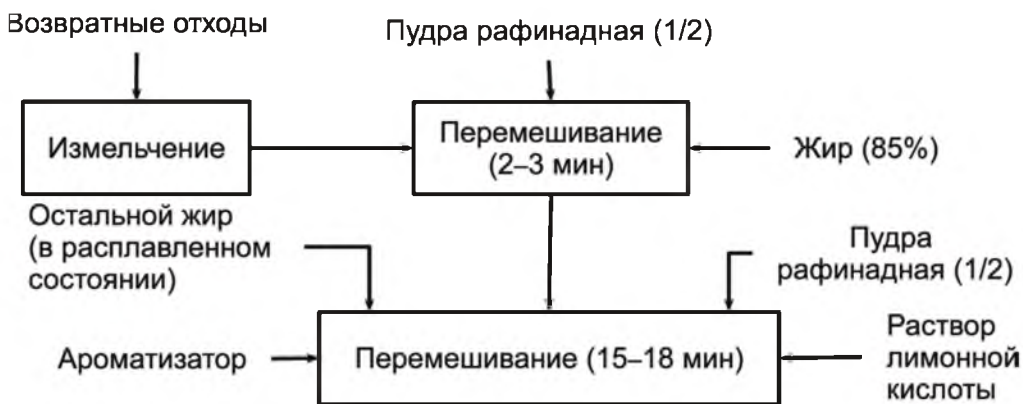 Возвратные отходы
Пудра рафинадная (1/2)
Измельчение
Перемешивание
(2–3 мин)
Жир (85%)
Остальной жир
(в расплавленном
состоянии)
Пудра
рафинадная (1/2)
Ароматизатор
Перемешивание (15–18 мин)
Раствор
лимонной
кислоты